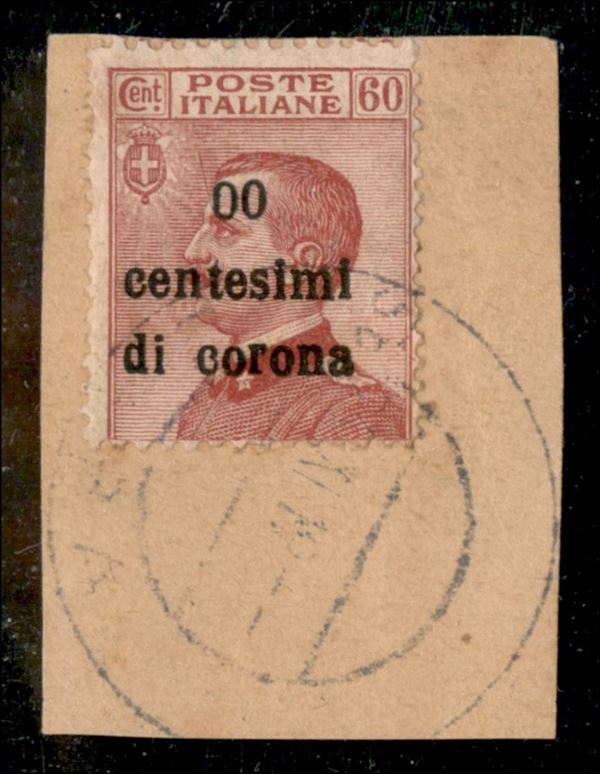 Cent. POSTE ITALIANE 60
00
centesimi
di corona